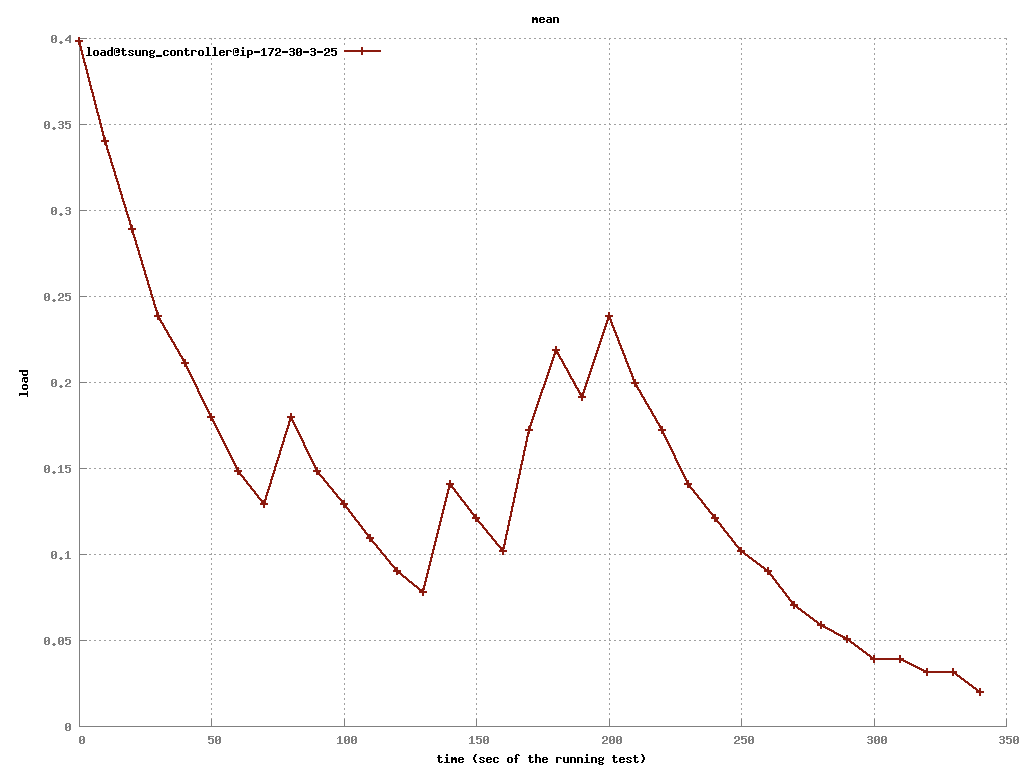 mean
load@tsung_controller@ip-172-30-3-25
0.4
0.35
0.3
0.25
0.2
0.15
0.1
0.05
0
load
0 50 100 150 200 250 300 350
time (sec of the running test)